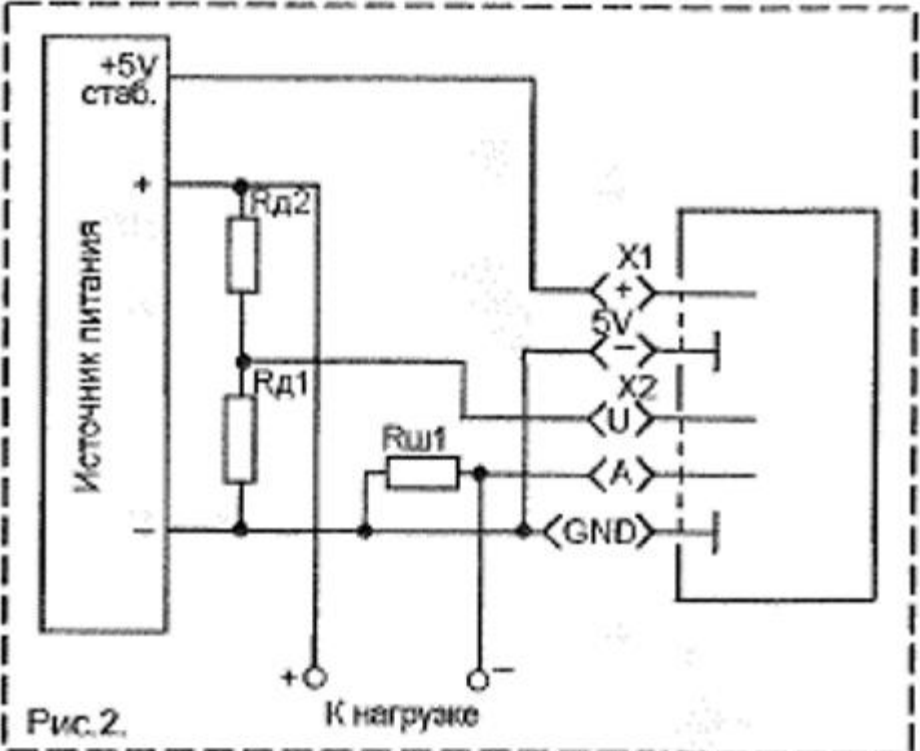 +5V
стаб.
+
Rд2
Источник питания
X1
+
5V
−
Rд1
X2
U
Rш1
A
−
GND
+
−
К нагрузке
Рис.2.